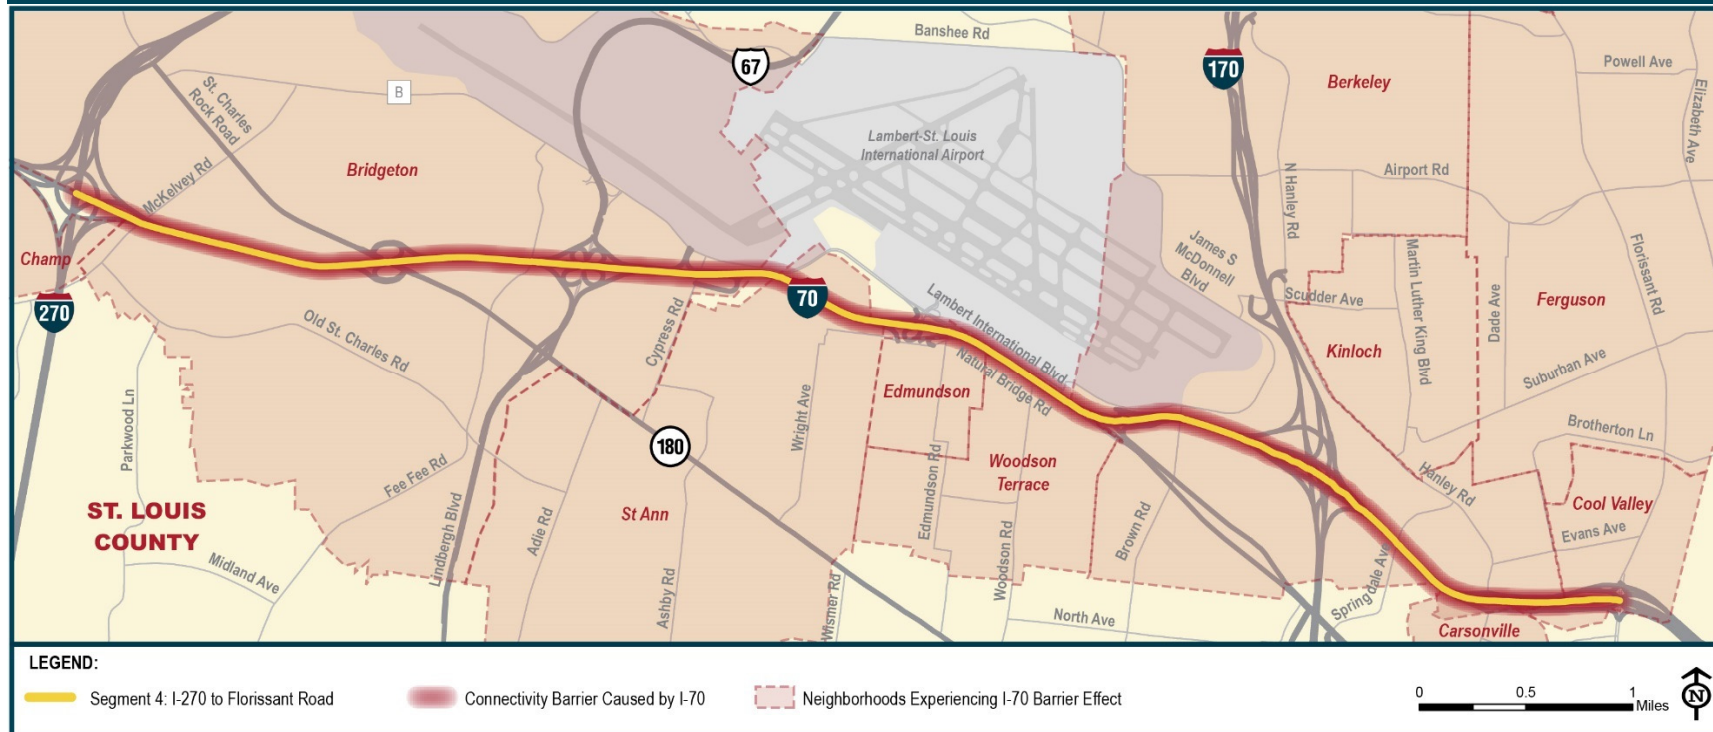 Banshee Rd
67
170
Berkeley
Powell Ave
Elizabeth Ave
St. Charles
Rock Road
B
Lambert-St. Louis
International Airport
Bridgeton
McKelvey Rd
Airport Rd
N Hanley Rd
James S
McDonnell
Blvd
Martin Luther King Blvd
Florissant Rd
Champ
270
70
Scudder Ave
Dade Ave
Ferguson
Old St. Charles Rd
Cypress Rd
Lambert International Blvd
Natural Bridge Rd
Kinloch
Suburban Ave
Edmundson
Parkwood Ln
Wright Ave
180
Brotherton Ln
Fee Fee Rd
Woodson
Terrace
Edmundson Rd
Hanley Rd
Cool Valley
ST. LOUIS
COUNTY
St Ann
Adie Rd
Lindbergh Blvd
Brown Rd
Evans Ave
Midland Ave
Ashby Rd
Wismer Rd
Woodson Rd
North Ave
Springdale Ave
Carsonville
LEGEND:
Segment 4: I-270 to Florissant Road
Connectivity Barrier Caused by I-70
Neighborhoods Experiencing I-70 Barrier Effect
0 0.5 1
Miles
N